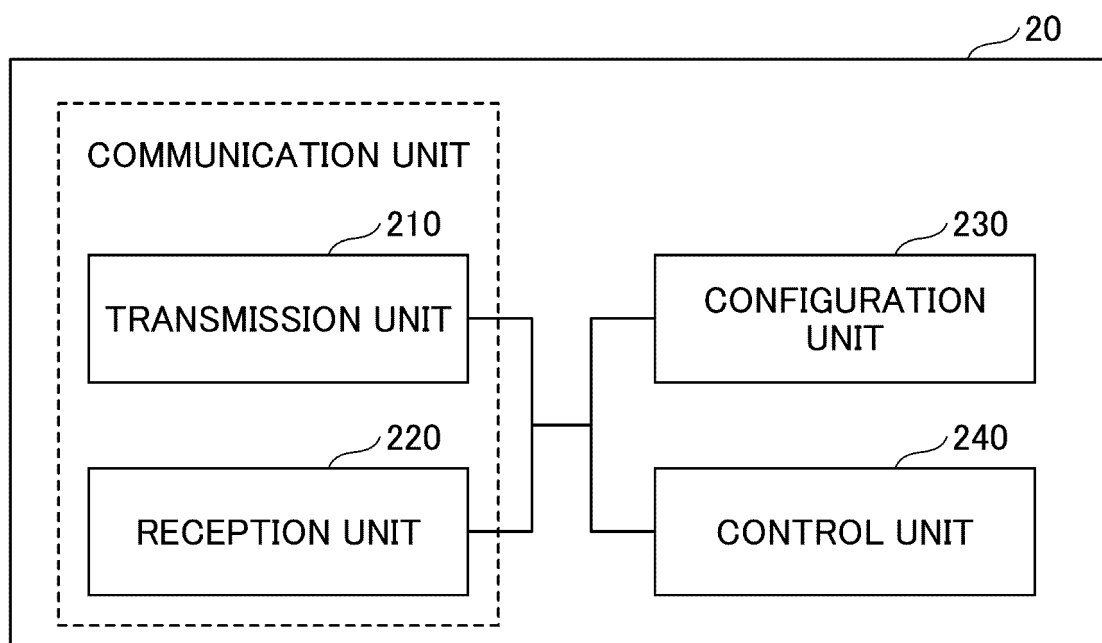 20
COMMUNICATION UNIT
210
TRANSMISSION UNIT
230
CONFIGURATION
UNIT
220
RECEPTION UNIT
240
CONTROL UNIT